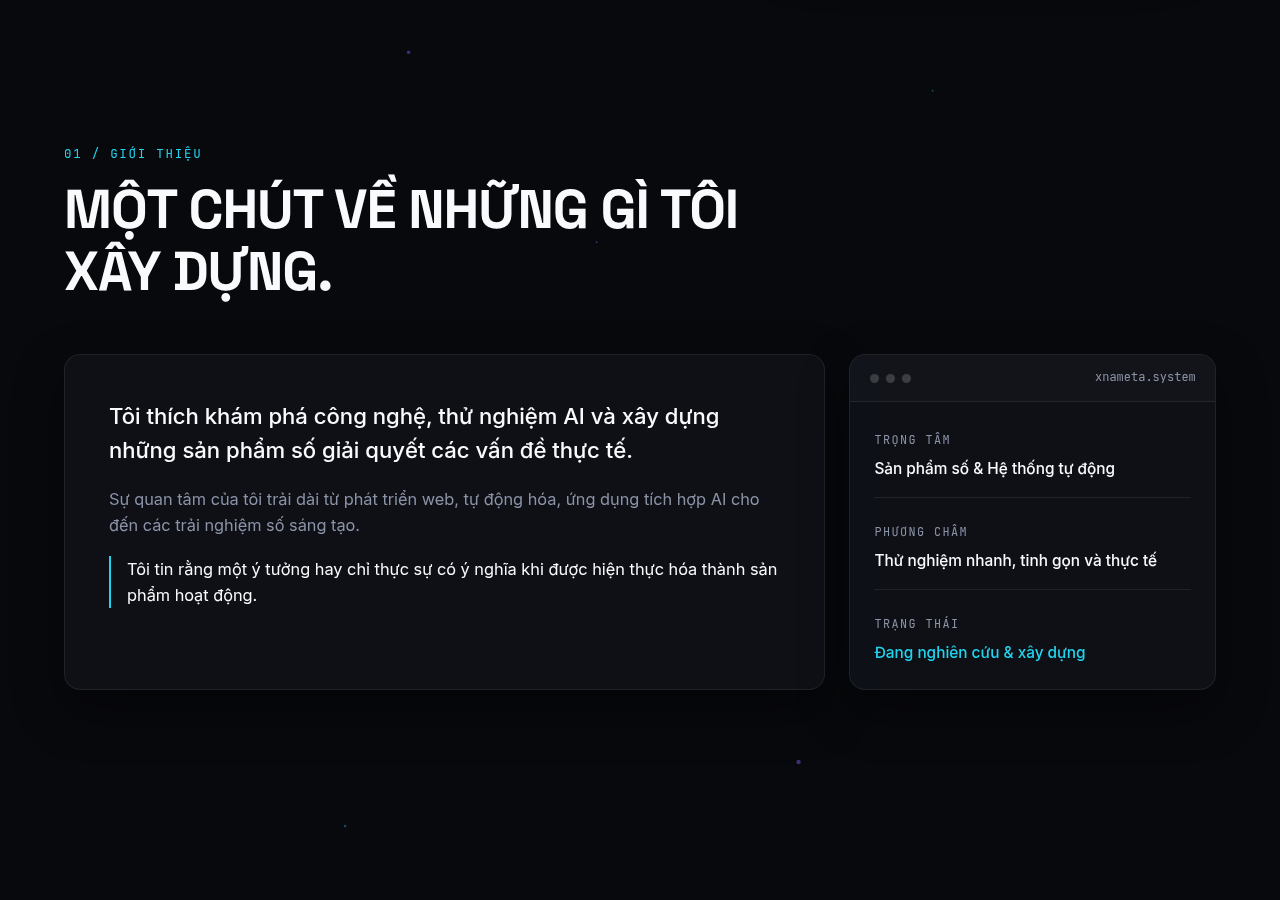 01 / GIỚI THIỆU
MỘT CHÚT VỀ NHỮNG GÌ TÔI
XÂY DỰNG.
Tôi thích khám phá công nghệ, thử nghiệm AI và xây dựng
những sản phẩm số giải quyết các vấn đề thực tế.
Sự quan tâm của tôi trải dài từ phát triển web, tự động hóa, ứng dụng tích hợp AI cho
đến các trải nghiệm số sáng tạo.
Tôi tin rằng một ý tưởng hay chỉ thực sự có ý nghĩa khi được hiện thực hóa thành sản
phẩm hoạt động.
xnameta.system
TRỌNG TÂM
Sản phẩm số & Hệ thống tự động
PHƯƠNG CHÂM
Thử nghiệm nhanh, tinh gọn và thực tế
TRẠNG THÁI
Đang nghiên cứu & xây dựng